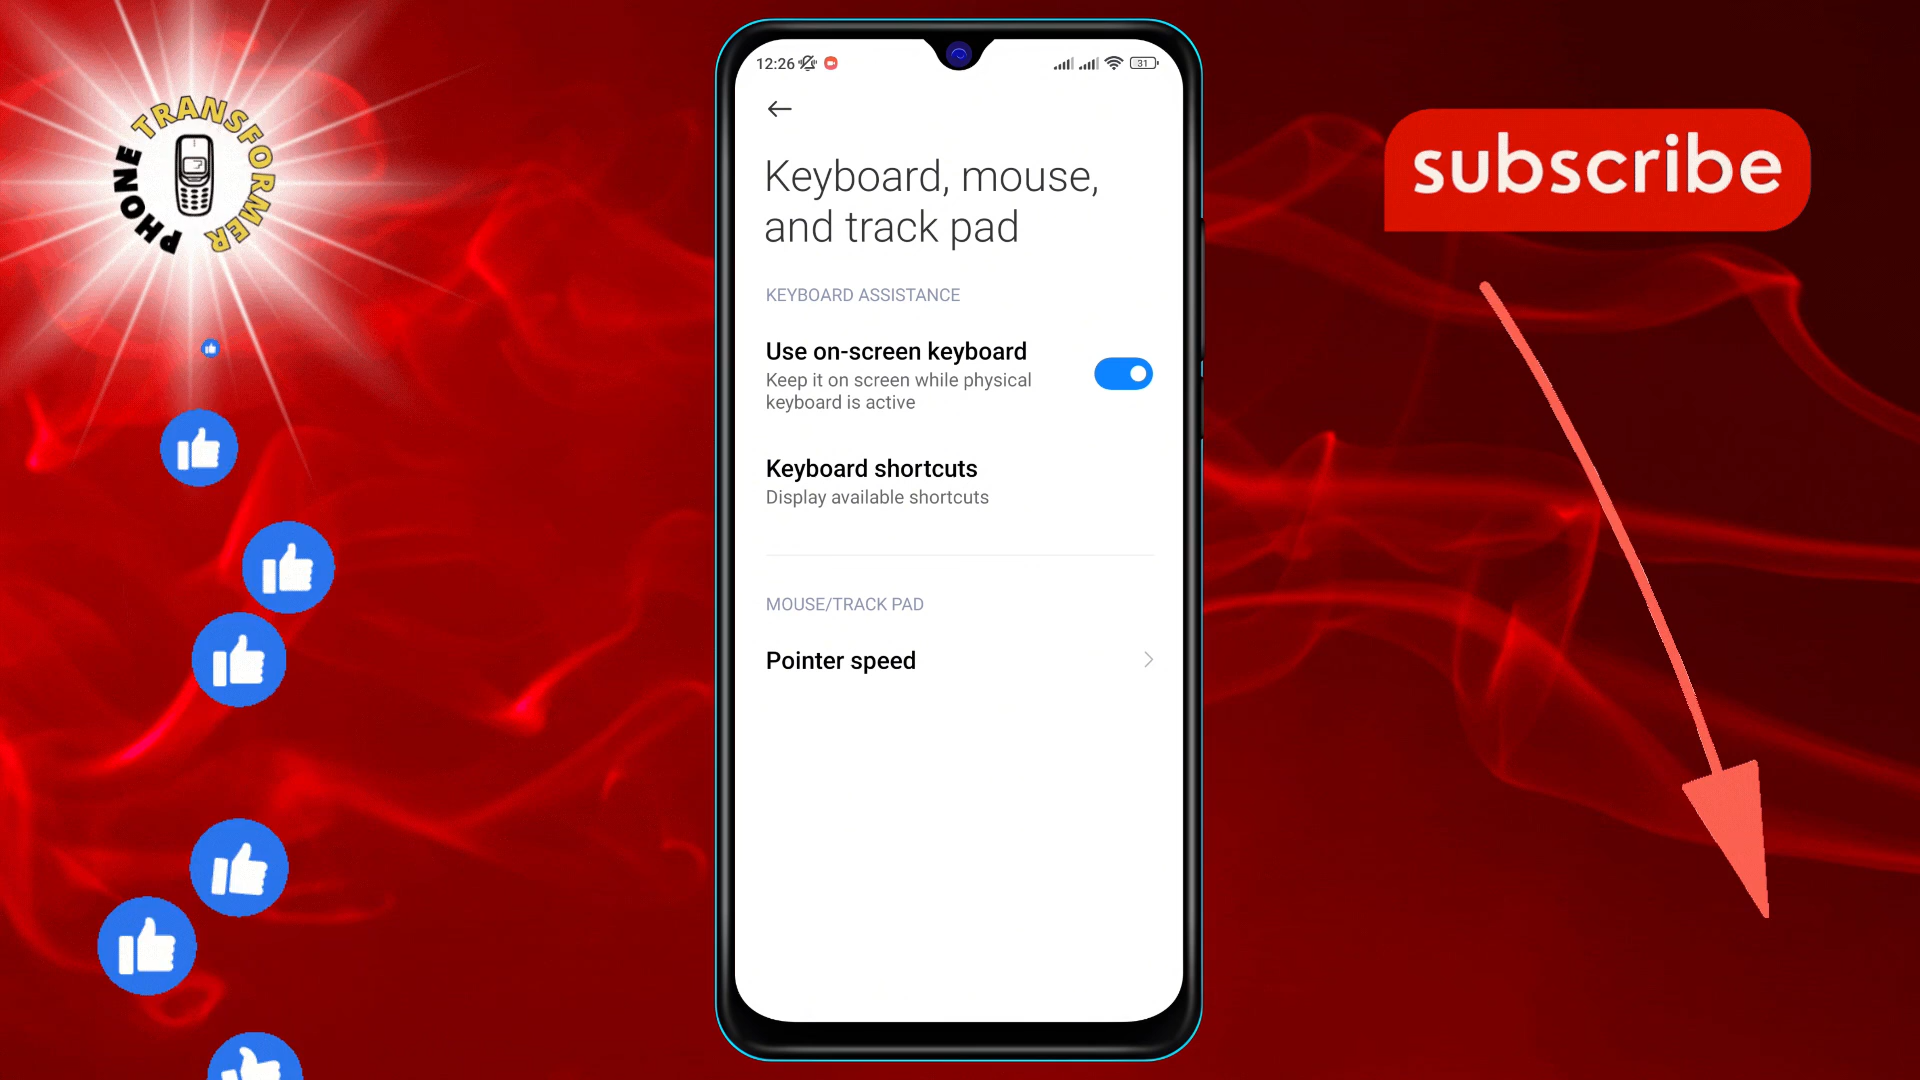 PHONE TRANSFORMER
subscribe
12:26
31
Keyboard, mouse,
and track pad
KEYBOARD ASSISTANCE
Use on-screen keyboard
Keep it on screen while physical
keyboard is active
Keyboard shortcuts
Display available shortcuts
MOUSE/TRACK PAD
Pointer speed